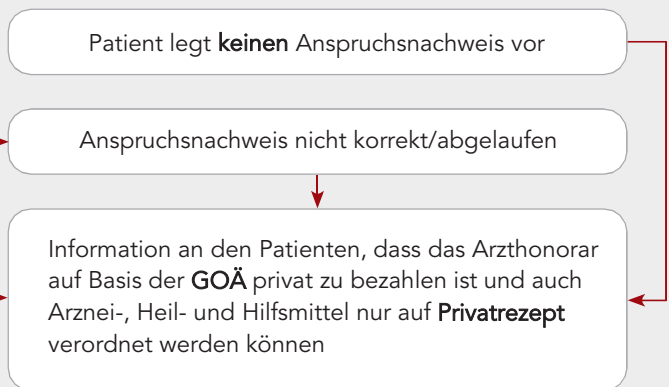 Patient legt keinen Anspruchsnachweis vor
Anspruchsnachweis nicht korrekt/abgelaufen
Information an den Patienten, dass das Arzthonorar
auf Basis der GOÄ privat zu bezahlen ist und auch
Arznei-, Heil- und Hilfsmittel nur auf Privatrezept
verordnet werden können